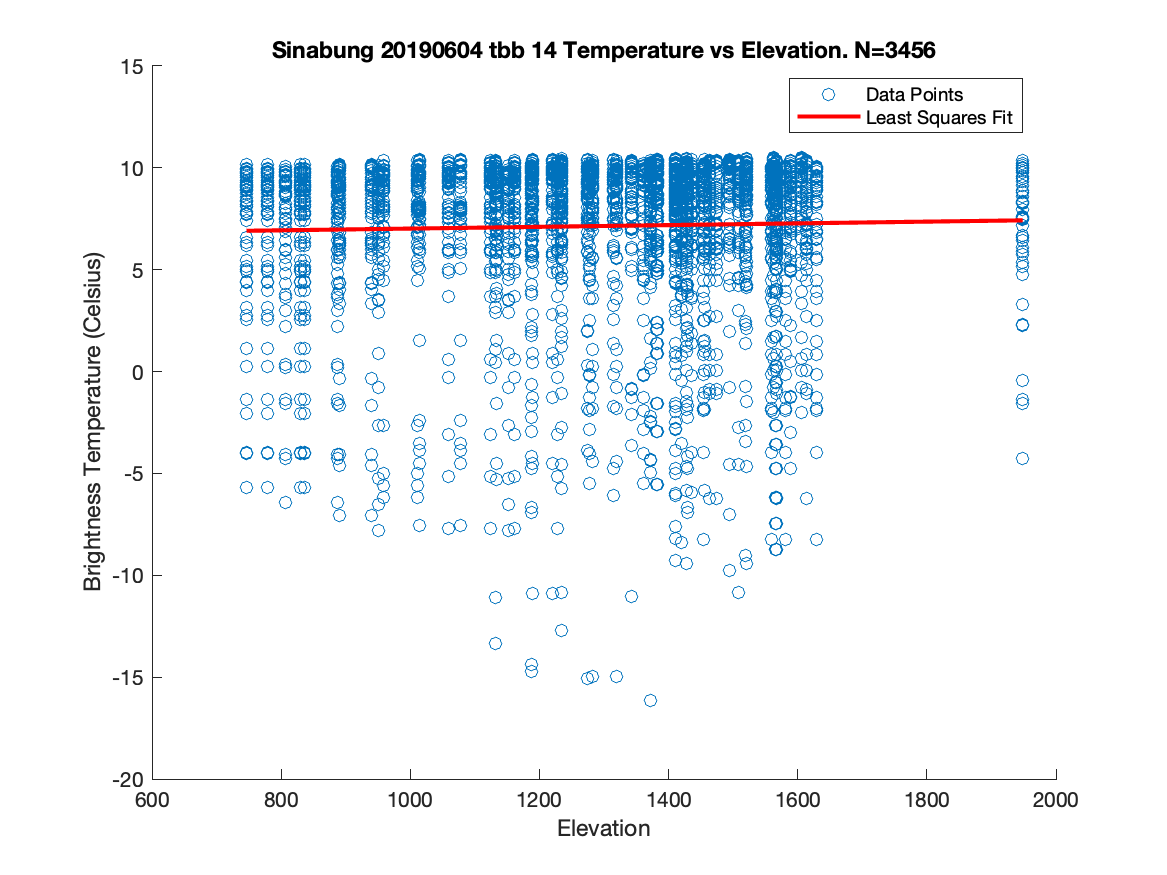 Sinabung 20190604 tbb 14 Temperature vs Elevation. N=3456
Data Points
Least Squares Fit
Brightness Temperature (Celsius)
15
10
5
0
-5
-10
-15
-20
600 800 1000 1200 1400 1600 1800 2000
Elevation